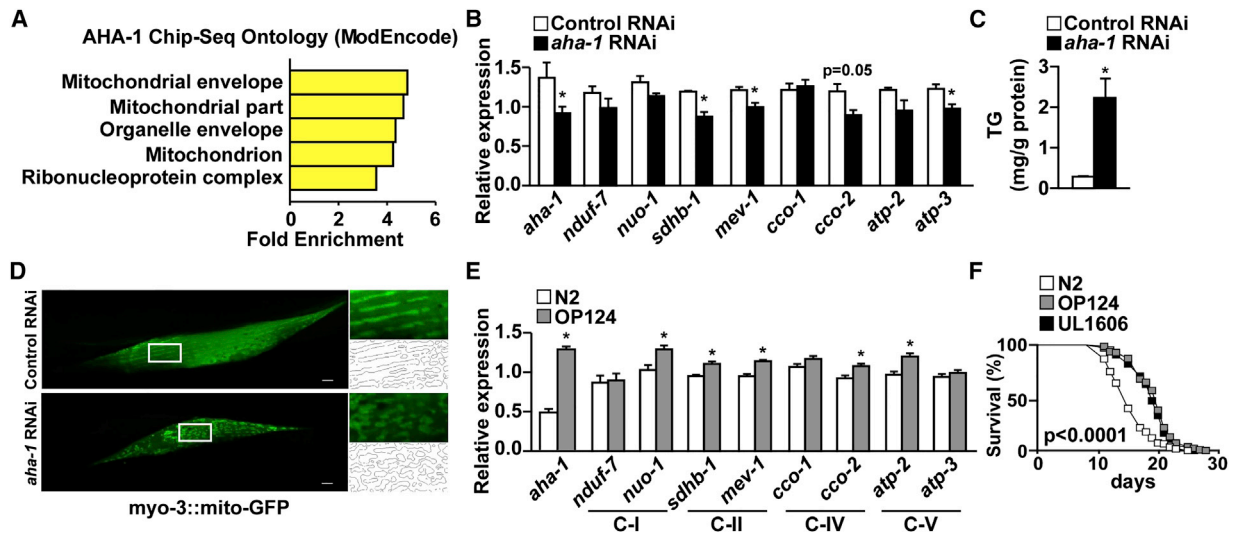 A
AHA-1 Chip-Seq Ontology (ModEncode)
Mitochondrial envelope
Mitochondrial part
Organelle envelope
Mitochondrion
Ribonucleoprotein complex
0 2 4 6
Fold Enrichment
B
Control RNAi
aha-1 RNAi
Relative expression
1.5
1.0
0.5
0.0
* * * p=0.05 *
aha-1 nduf-7 nuo-1 sdhb-1 mev-1 cco-1 cco-2 atp-2 atp-3
C
Control RNAi
aha-1 RNAi
TG
(mg/g protein)
3
2
1
0
*
D
Control RNAi
aha-1 RNAi
myo-3::mito-GFP
E
N2
OP124
Relative expression
1.5
1.0
0.5
0.0
* * * * * *
aha-1 nduf-7 nuo-1 sdhb-1 mev-1 cco-1 cco-2 atp-2 atp-3
C-I C-II C-IV C-V
F
N2
OP124
UL1606
Survival (%)
100
50
0
p<0.0001
0 10 20 30
days